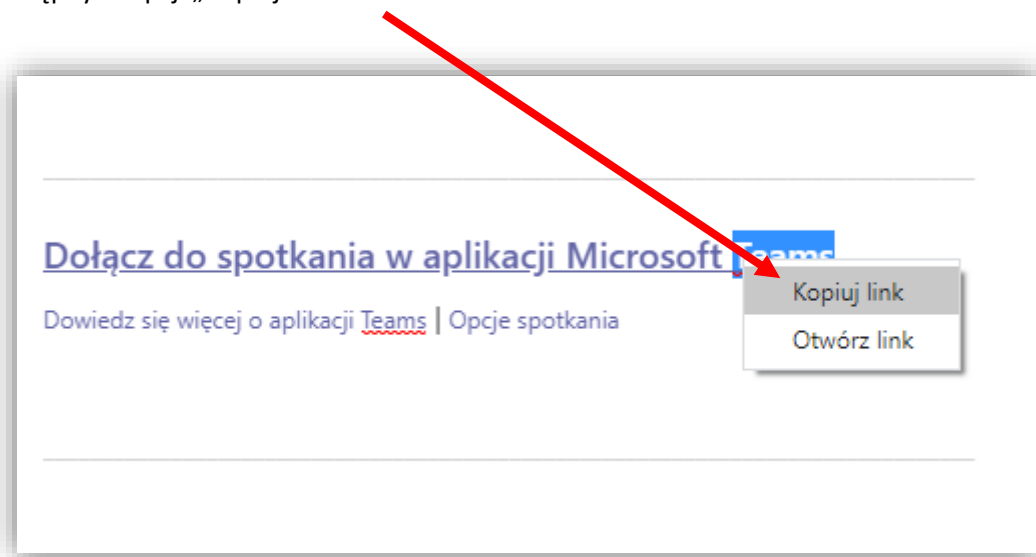 Dołącz do spotkania w aplikacji Microsoft Teams
Kopiuj link
Dowiedz się więcej o aplikacji Teams | Opcje spotkania
Otwórz link